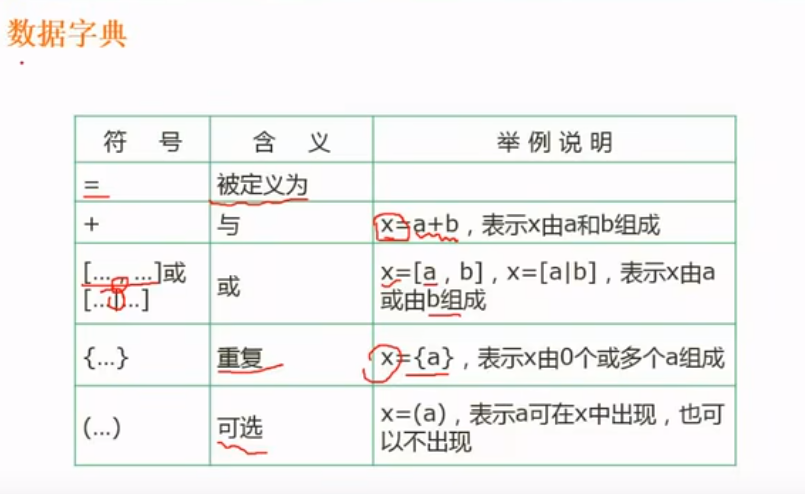 数据字典
符 号 含 义 举例说明
= 被定义为
+ 与 x=a+b，表示x由a和b组成
[…，…]或
[…|…]
或
x=[a，b]，x=[a|b]，表示x由a
或由b组成
{…} 重复 x={a}，表示x由0个或多个a组成
(…) 可选
x=(a)，表示a可在x中出现，也可
以不出现